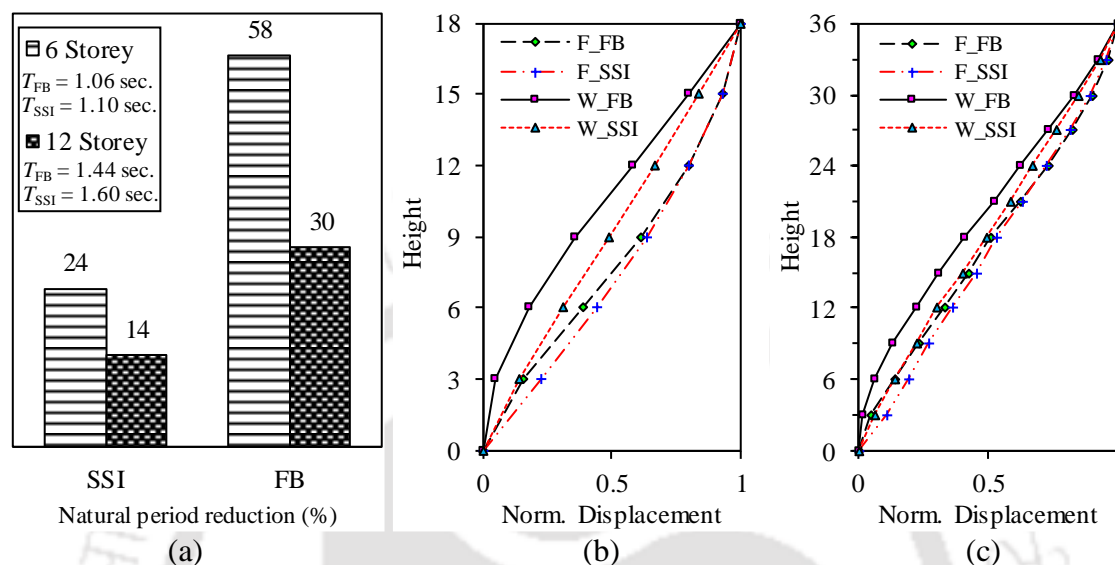 6 Storey
T_FB = 1.06 sec.
T_SSI = 1.10 sec.
12 Storey
T_FB = 1.44 sec.
T_SSI = 1.60 sec.
58
30
24
14
SSI FB
Natural period reduction (%)
(a)
18
15
12
9
6
3
0
Height
F_FB
F_SSI
W_FB
W_SSI
0 0.5 1
Norm. Displacement
(b)
36
30
24
18
12
6
0
Height
F_FB
F_SSI
W_FB
W_SSI
0 0.5 1
Norm. Displacement
(c)